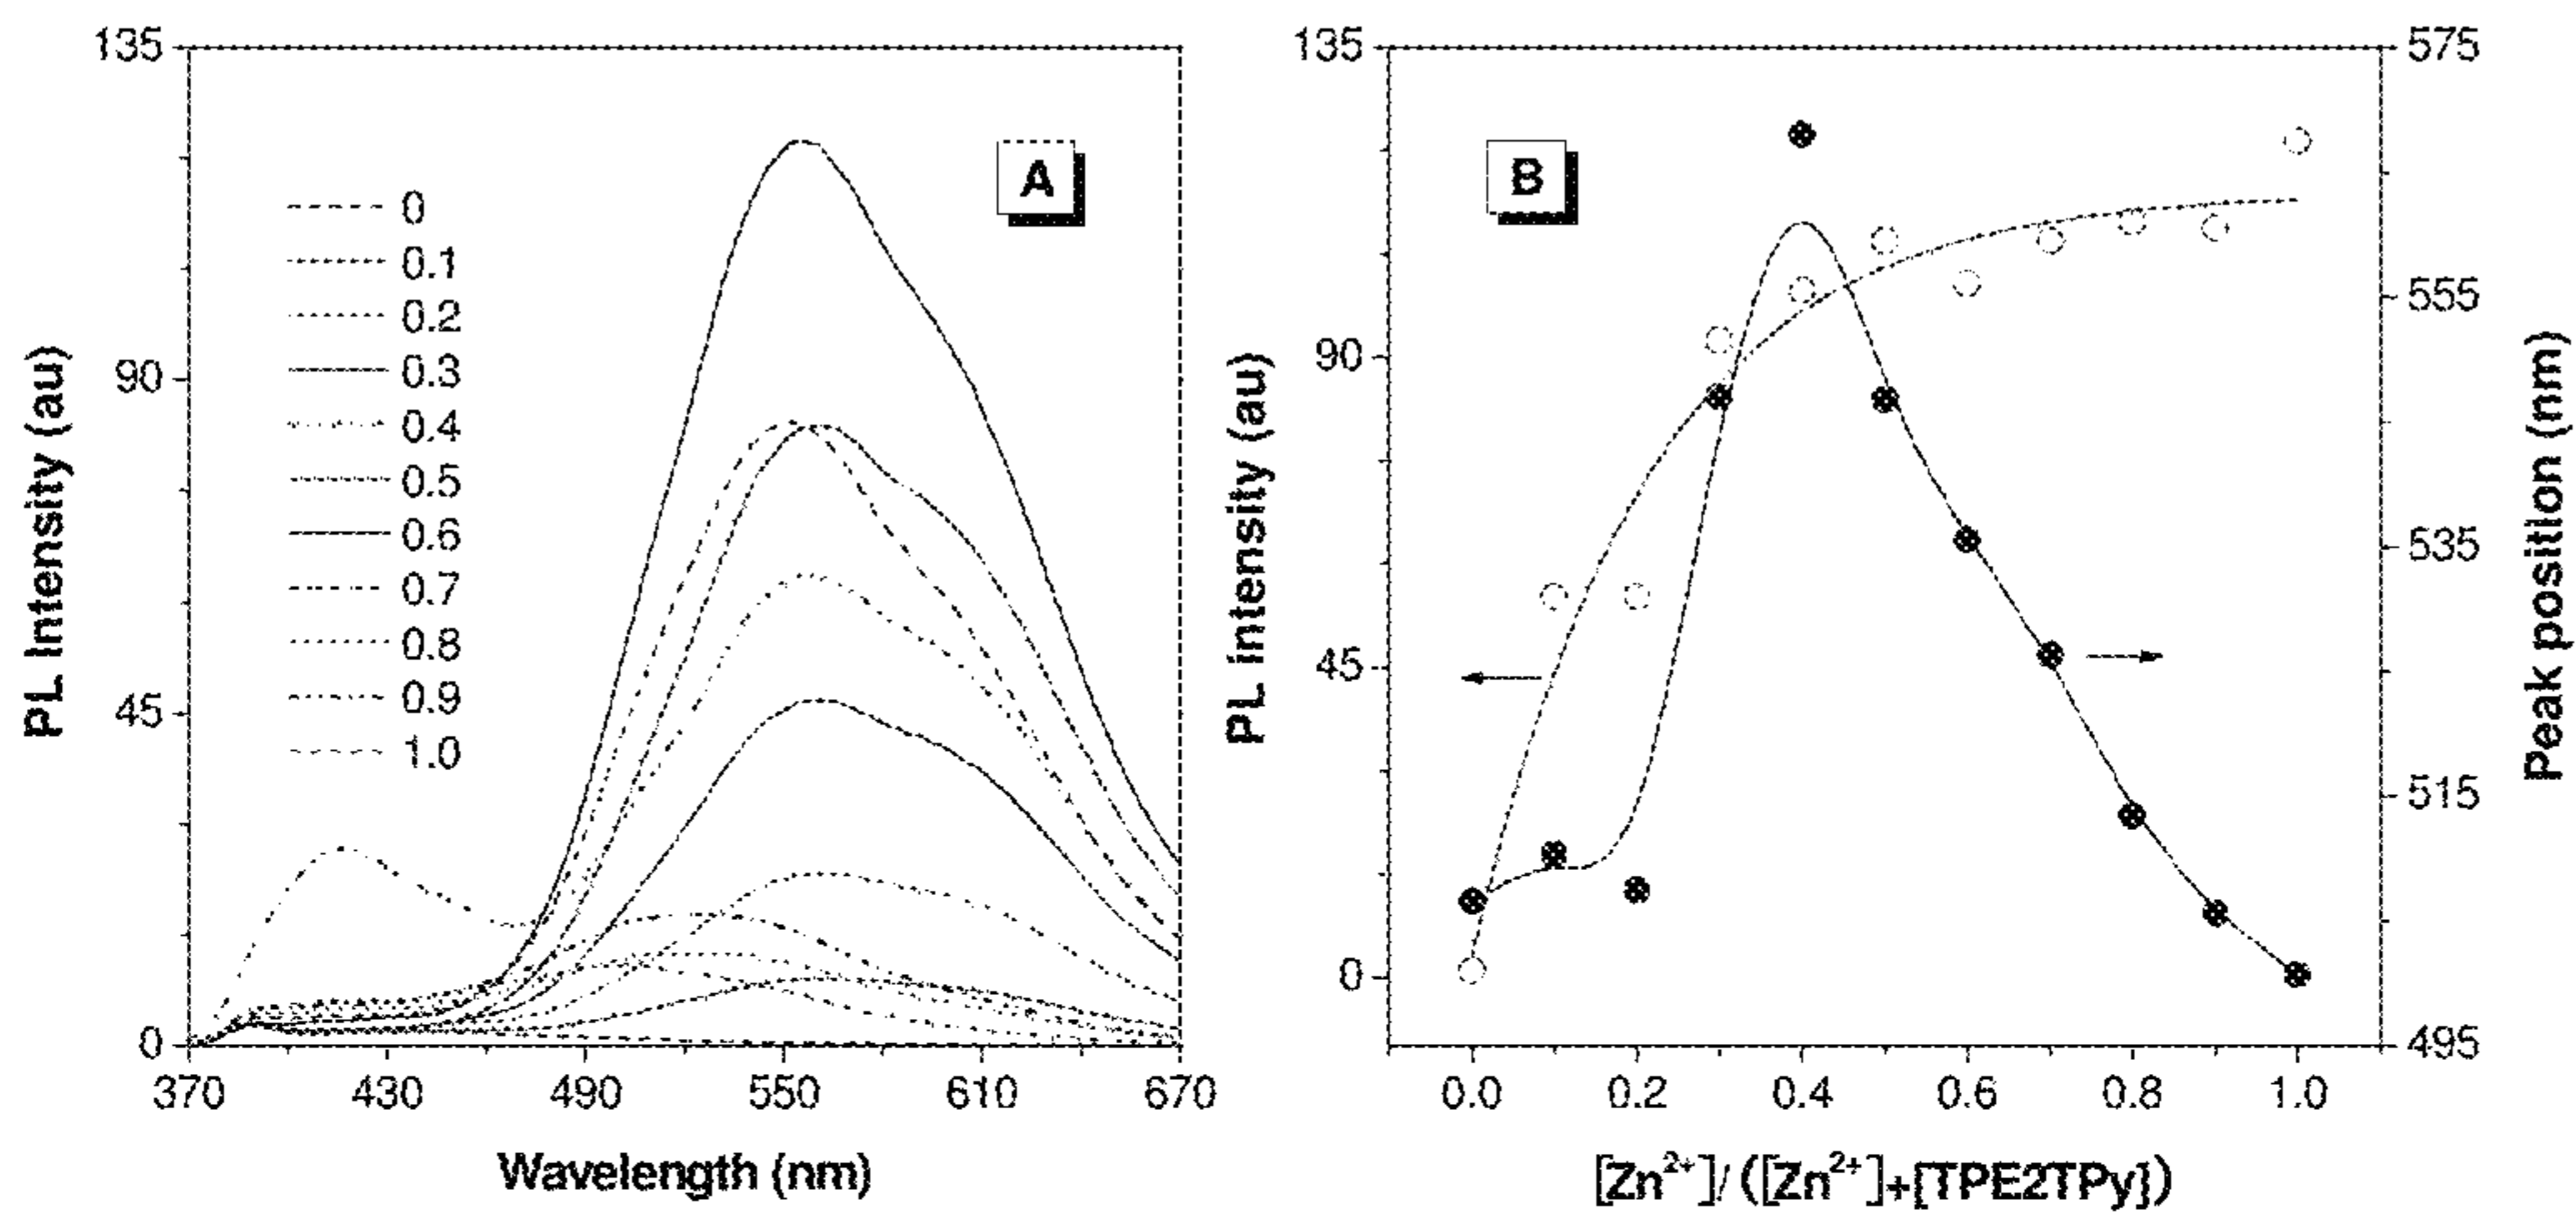 135
90
45
0
PL Intensity (au)
A
0
0.1
0.2
0.3
0.4
0.5
0.6
0.7
0.8
0.9
1.0
370 430 490 550 610 670
Wavelength (nm)
135
90
45
0
PL intensity (au)
B
575
555
535
515
495
Peak position (nm)
0.0 0.2 0.4 0.6 0.8 1.0
[Zn²⁺]/([Zn²⁺]+[TPE2TPy])